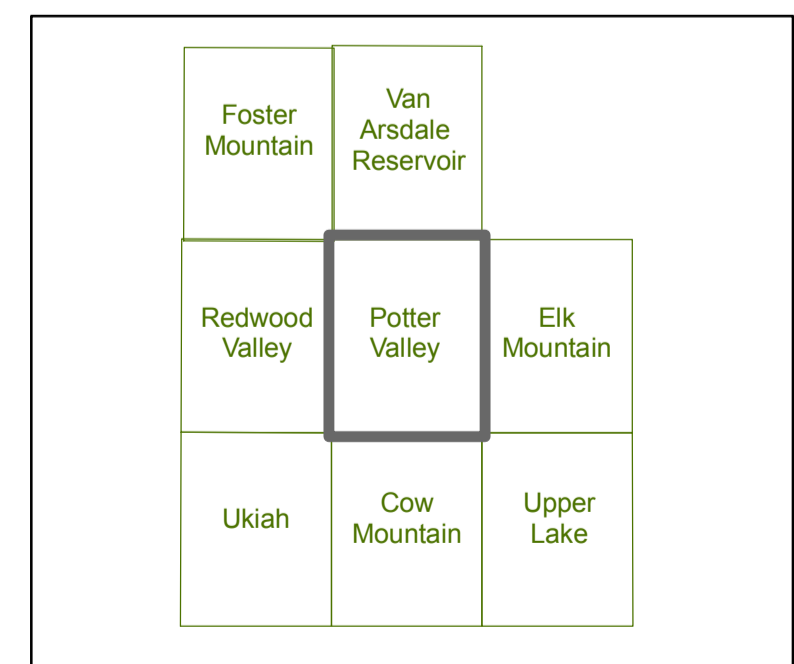 Foster
Mountain
Van
Arsdale
Reservoir
Redwood
Valley
Potter
Valley
Elk
Mountain
Ukiah
Cow
Mountain
Upper
Lake